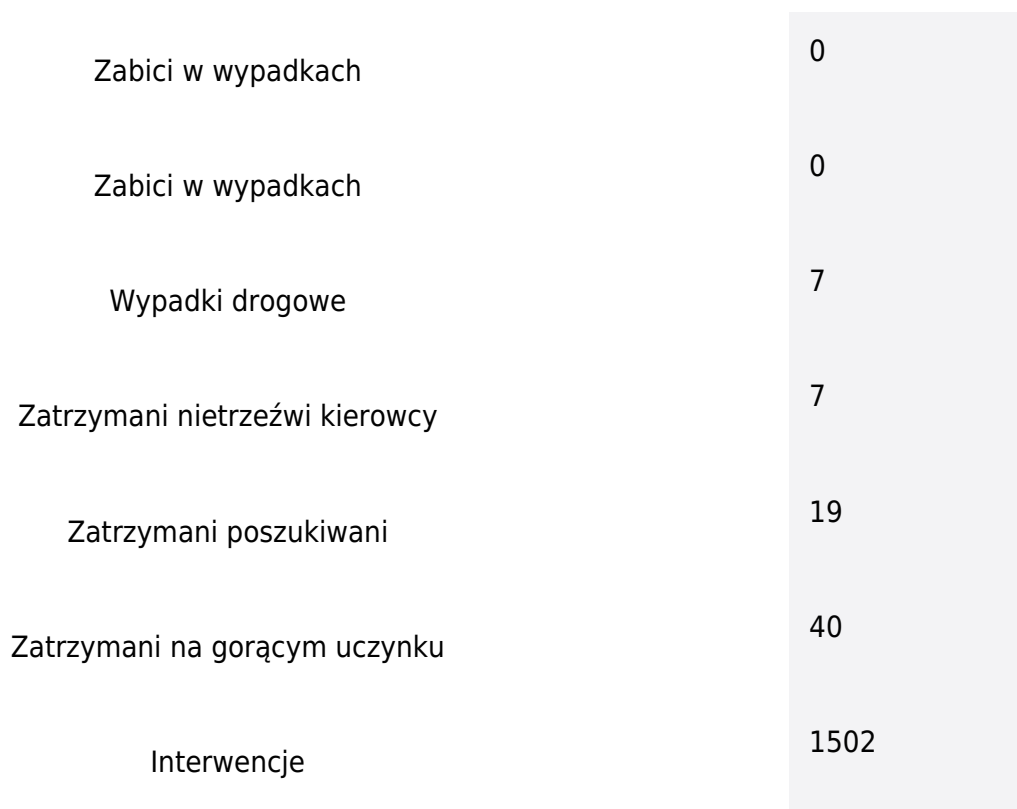 Zabici w wypadkach 0
Zabici w wypadkach 0
Wypadki drogowe 7
Zatrzymani nietrzeźwi kierowcy 7
Zatrzymani poszukiwani 19
Zatrzymani na gorącym uczynku 40
Interwencje 1502